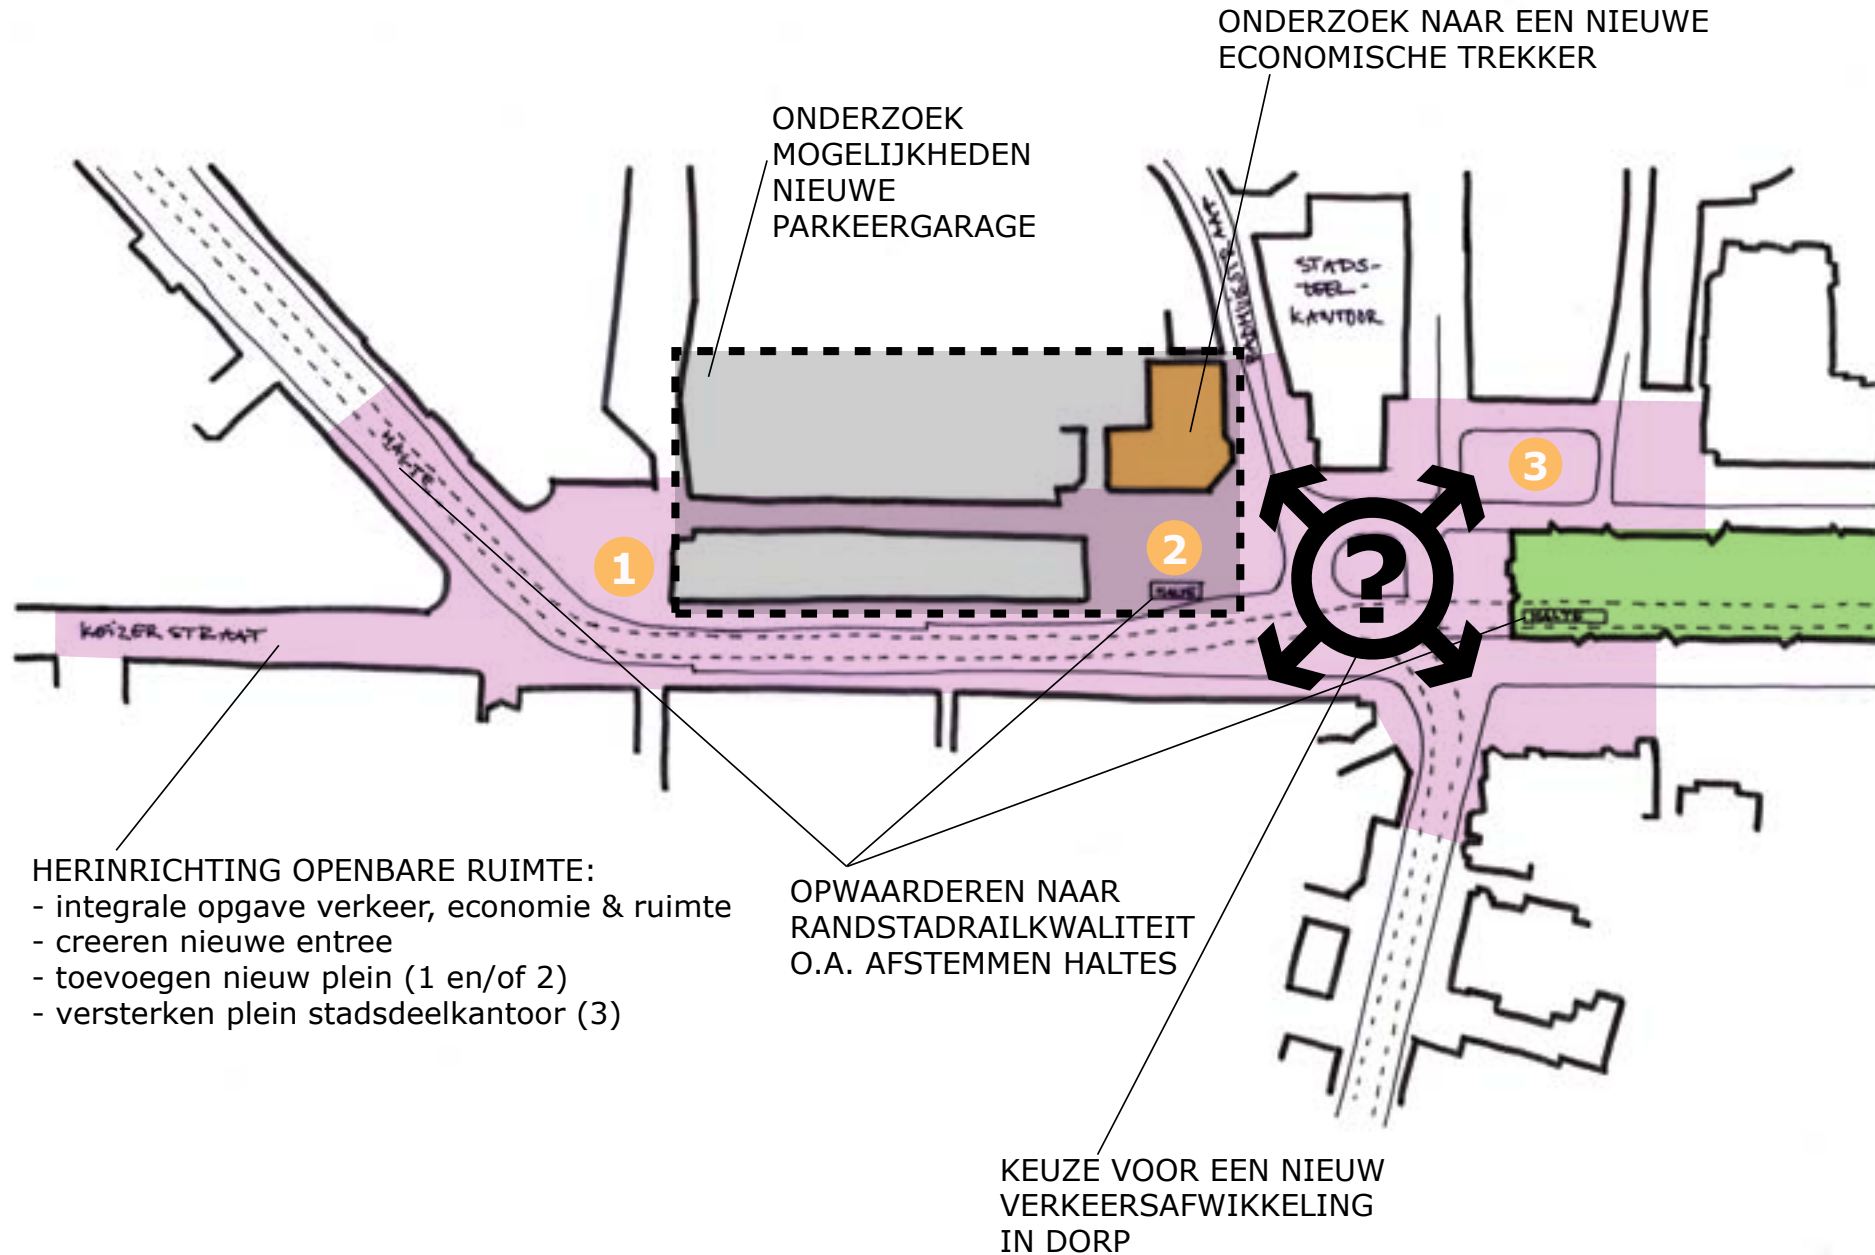 ONDERZOEK NAAR EEN NIEUWE
ECONOMISCHE TREKKER
ONDERZOEK
MOGELIJKHEDEN
NIEUWE
PARKEERGARAGE
STADS-
DEEL-
KANTOOR
HALTE
3
1
2
HALTE
?
HALTE
KEIZERSTRAAT
HERINRICHTING OPENBARE RUIMTE:
- integrale opgave verkeer, economie & ruimte
- creeren nieuwe entree
- toevoegen nieuw plein (1 en/of 2)
- versterken plein stadsdeelkantoor (3)
OPWAARDEREN NAAR
RANDSTADRAILKWALITEIT
O.A. AFSTEMMEN HALTES
KEUZE VOOR EEN NIEUW
VERKEERSAFWIKKELING
IN DORP